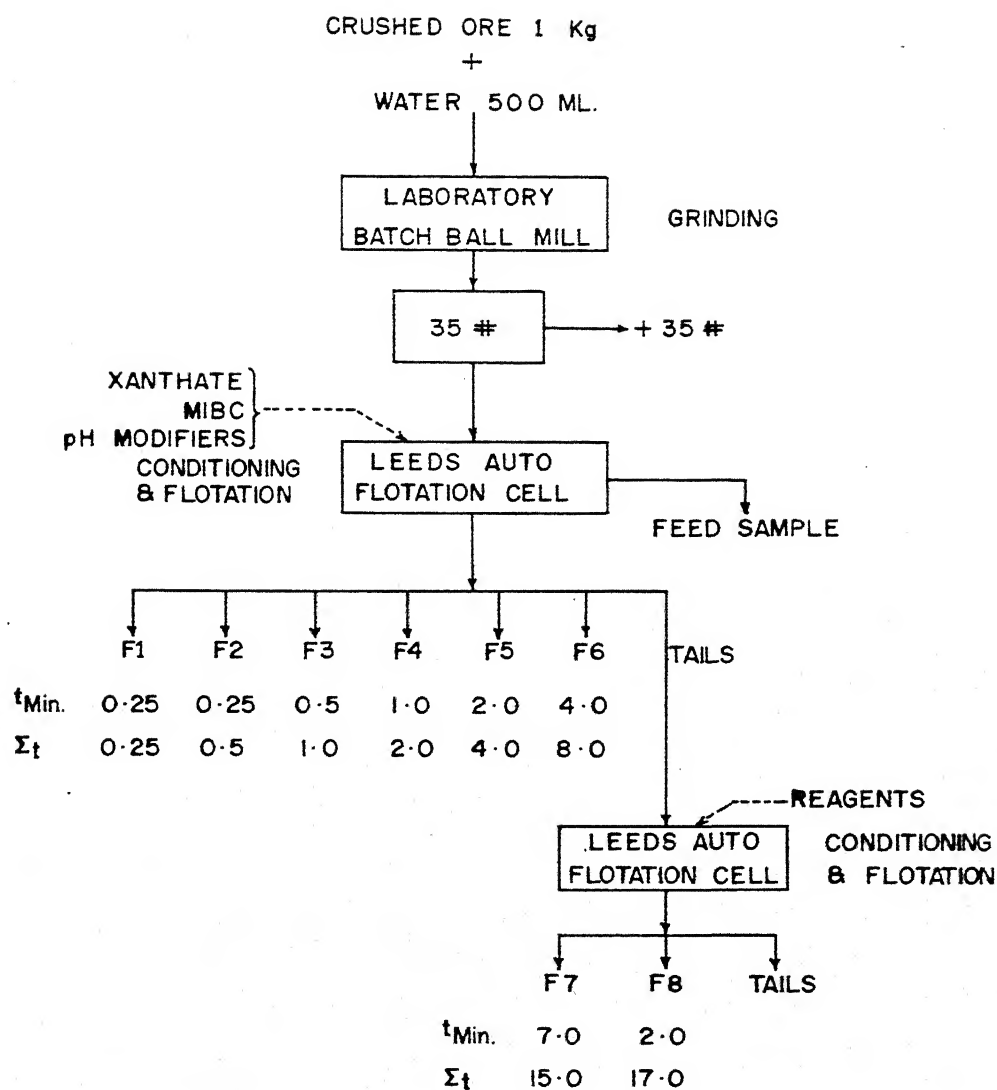 CRUSHED ORE 1 Kg
+
WATER 500 ML.
LABORATORY
BATCH BALL MILL
GRINDING
35 #
+ 35 #
XANTHATE
MIBC
pH MODIFIERS
CONDITIONING
& FLOTATION
LEEDS AUTO
FLOTATION CELL
FEED SAMPLE
F1 F2 F3 F4 F5 F6 TAILS
tMin. 0·25 0·25 0·5 1·0 2·0 4·0
Σt 0·25 0·5 1·0 2·0 4·0 8·0
REAGENTS
LEEDS AUTO
FLOTATION CELL
CONDITIONING
& FLOTATION
F7 F8 TAILS
tMin. 7·0 2·0
Σt 15·0 17·0